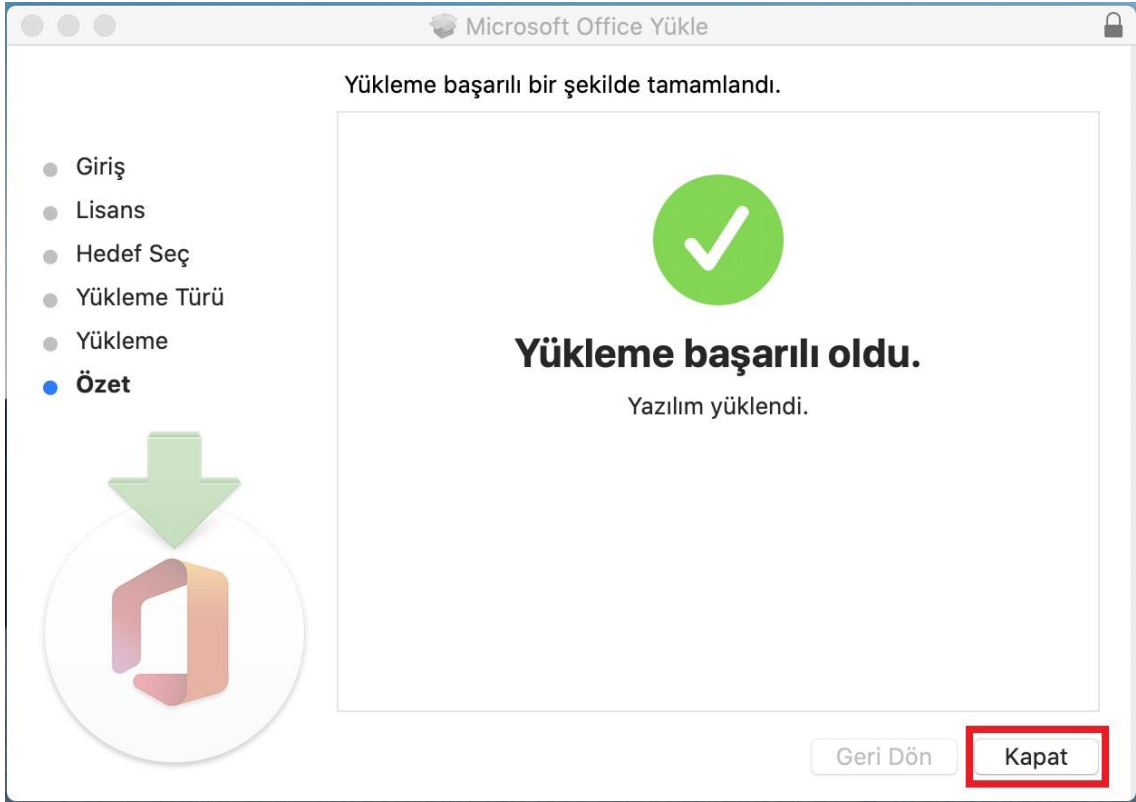 Microsoft Office Yükle
Yükleme başarılı bir şekilde tamamlandı.
Giriş
Lisans
Hedef Seç
Yükleme Türü
Yükleme
Özet
Yükleme başarılı oldu.
Yazılım yüklendi.
Geri Dön
Kapat